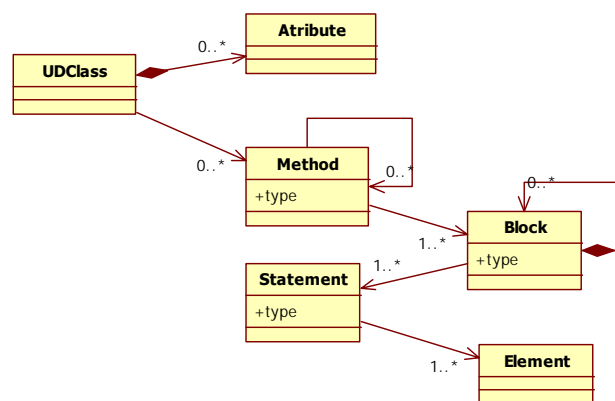 Atribute
0..*
UDClass
Method
0..*
0..*
+type
0..*
Block
1..*
+type
1..*
Statement
+type
Element
1..*